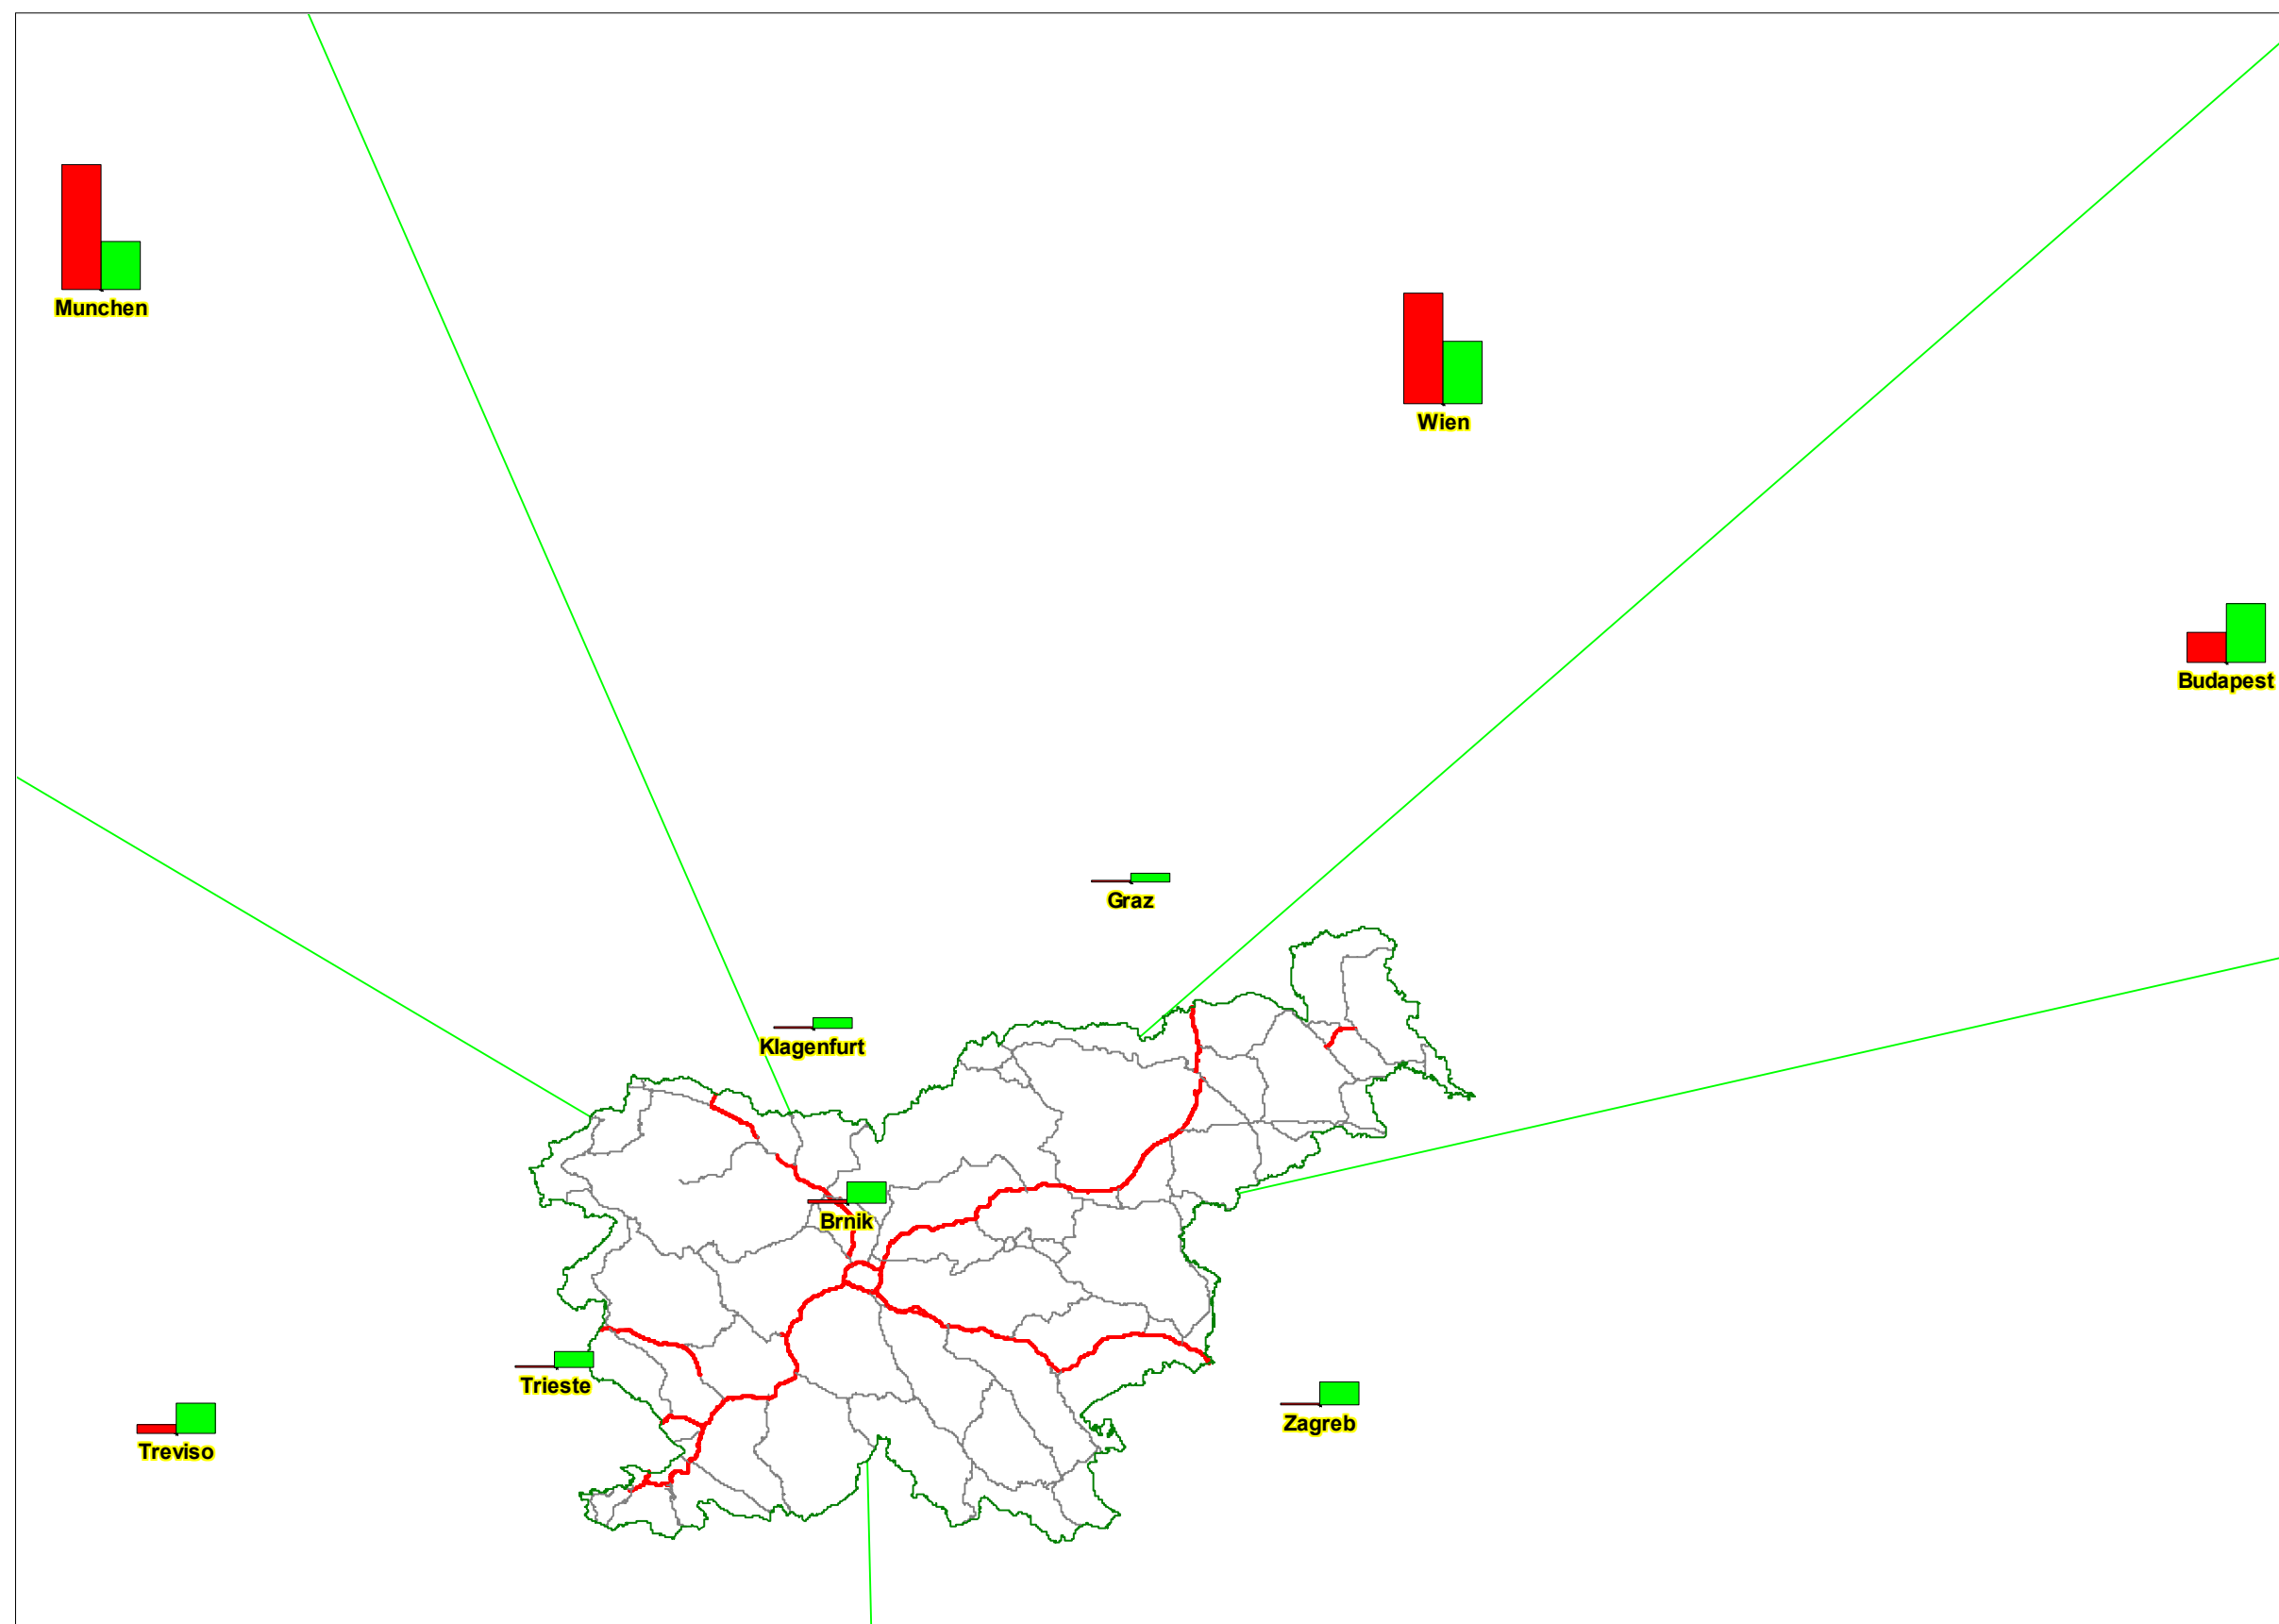 Munchen
Wien
Budapest
Graz
Klagenfurt
Brnik
Trieste
Zagreb
Treviso